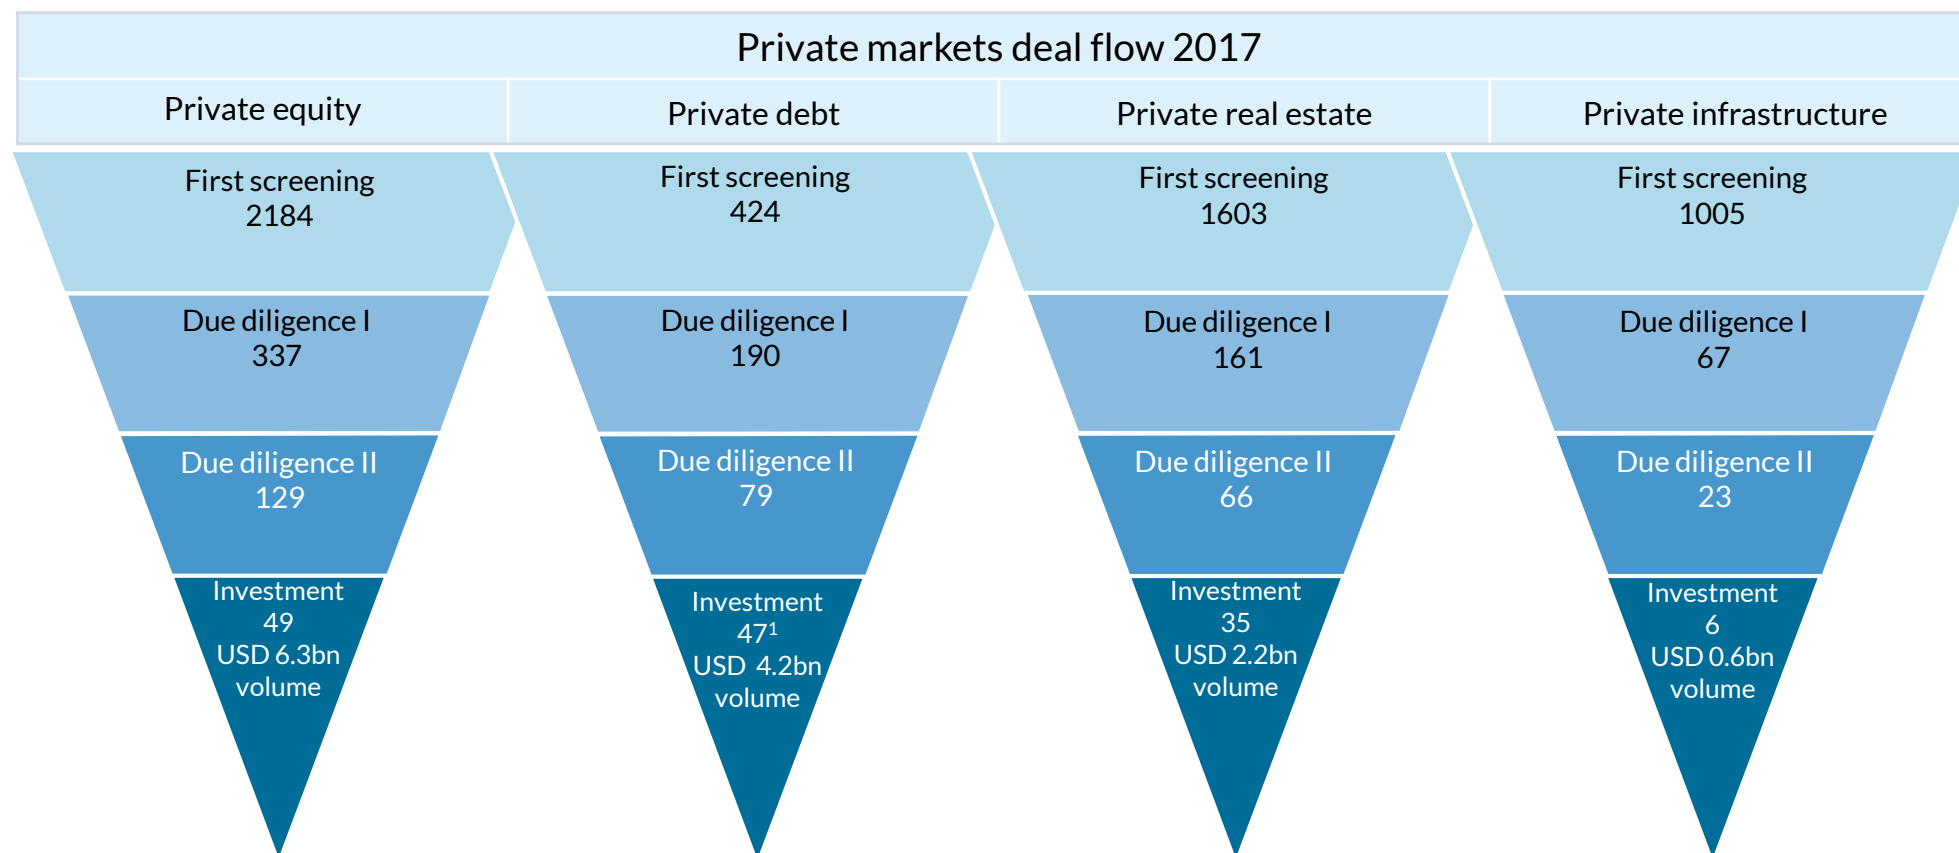 Private markets deal flow 2017
Private equity
Private debt
Private real estate
Private infrastructure
First screening
2184
Due diligence I
337
Due diligence II
129
Investment
49
USD 6.3bn
volume
First screening
424
Due diligence I
190
Due diligence II
79
Investment
47¹
USD 4.2bn
volume
First screening
1603
Due diligence I
161
Due diligence II
66
Investment
35
USD 2.2bn
volume
First screening
1005
Due diligence I
67
Due diligence II
23
Investment
6
USD 0.6bn
volume